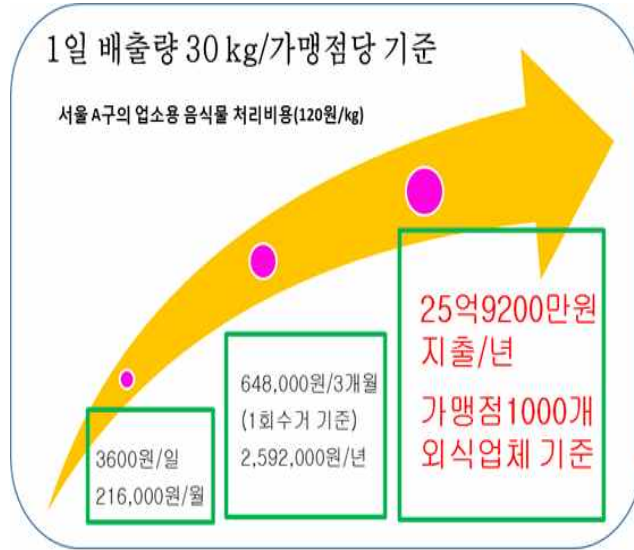 1일 배출량 30 kg/가맹점당 기준
서울 A구의 업소용 음식물 처리비용(120원/kg)
3600원/일
216,000원/월
648,000원/3개월
(1회수거 기준)
2,592,000원/년
25억9200만원
지출/년
가맹점1000개
외식업체 기준